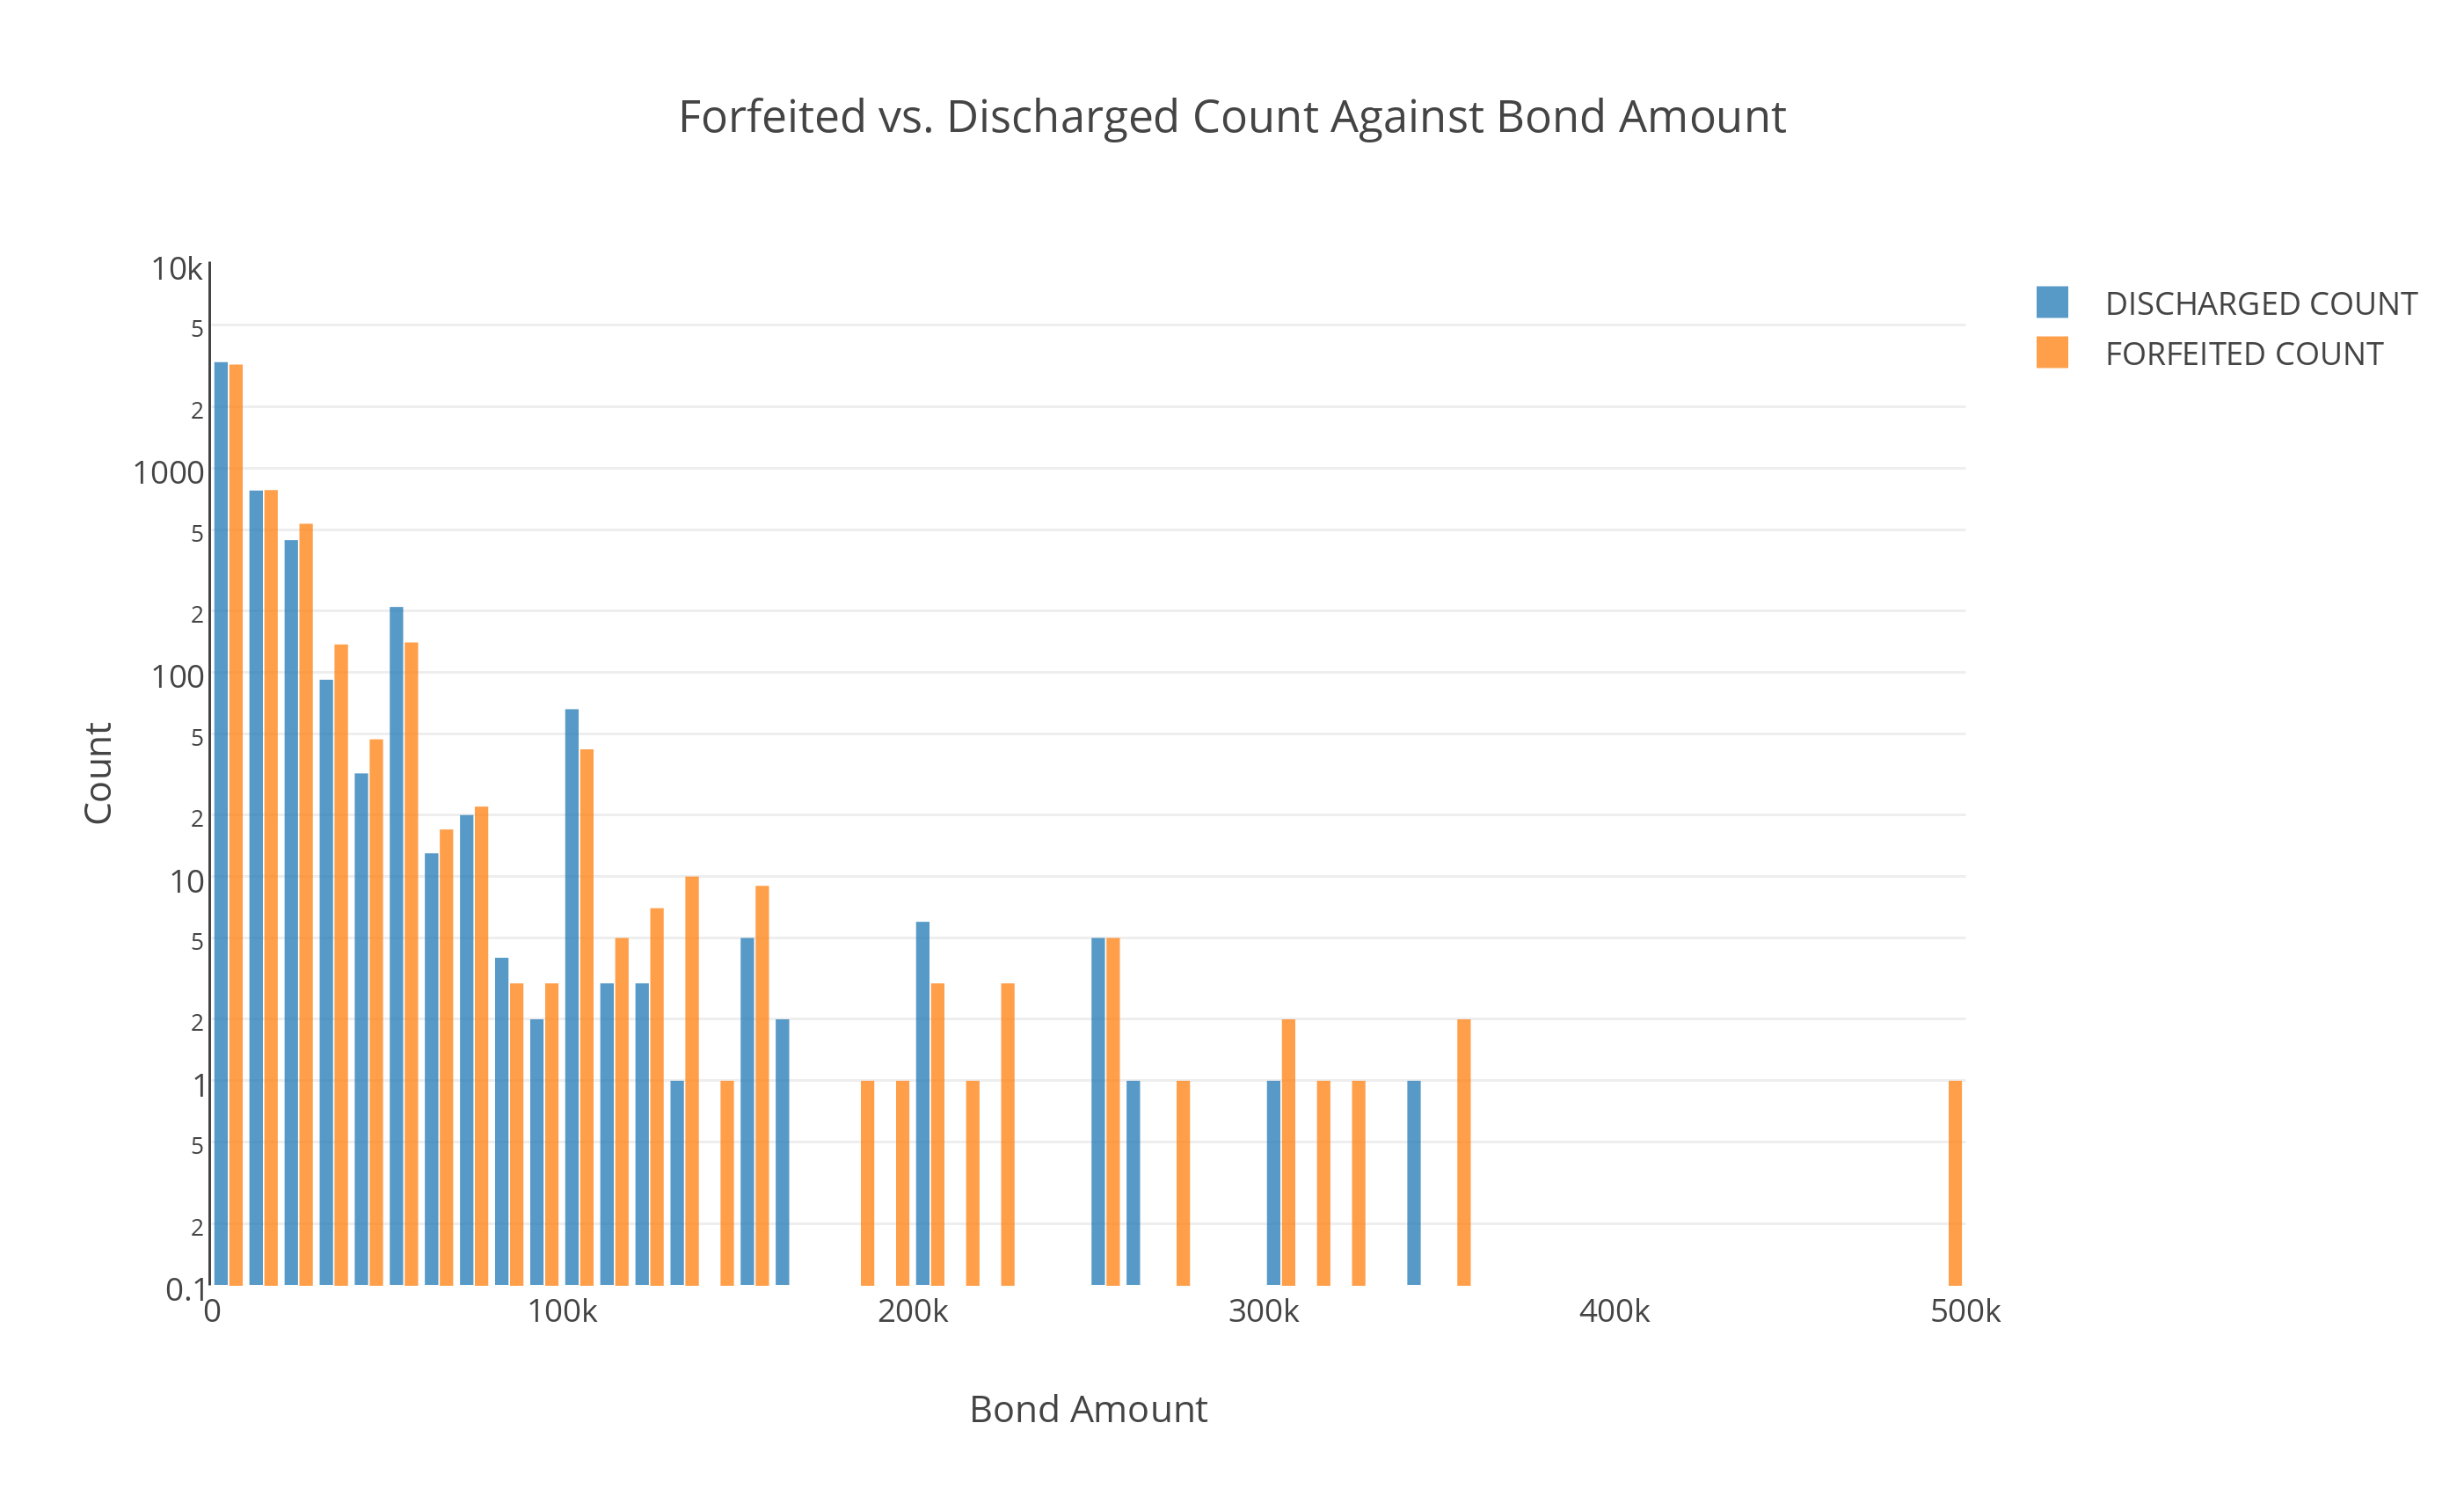 Forfeited vs. Discharged Count Against Bond Amount
DISCHARGED COUNT
FORFEITED COUNT
Count
10k
5
2
1000
5
2
100
5
2
10
5
2
1
5
2
0.1
0 100k 200k 300k 400k 500k
Bond Amount